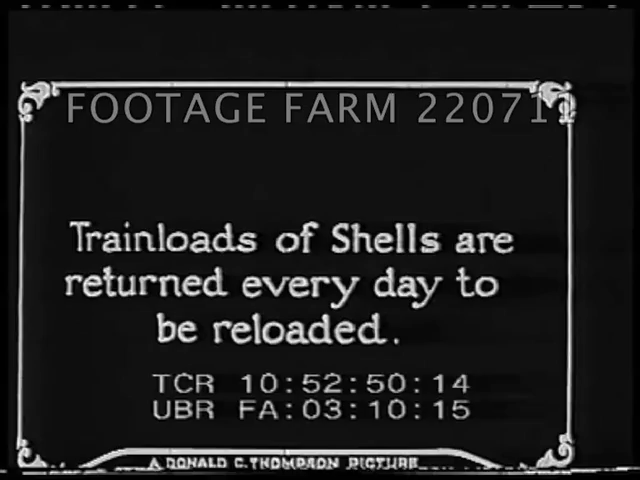 FOOTAGE FARM 220711
Trainloads of Shells are
returned every day to
be reloaded.
TCR 10:52:50:14
UBR FA:03:10:15
A DONALD C. THOMPSON PICTURE